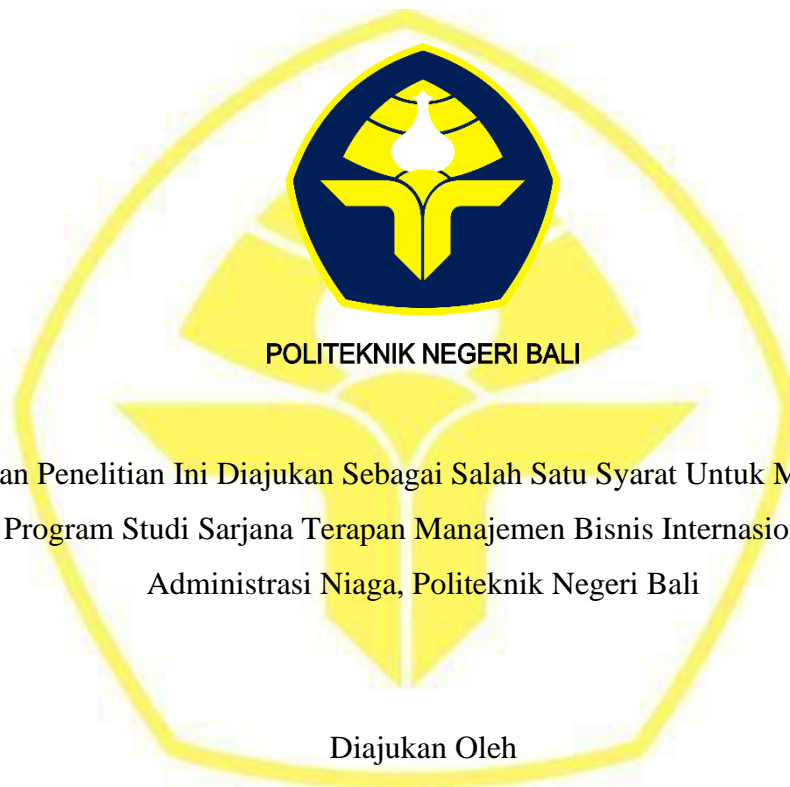 POLITEKNIK NEGERI BALI
an Penelitian Ini Diajukan Sebagai Salah Satu Syarat Untuk M
Program Studi Sarjana Terapan Manajemen Bisnis Internasio
Administrasi Niaga, Politeknik Negeri Bali
Diajukan Oleh